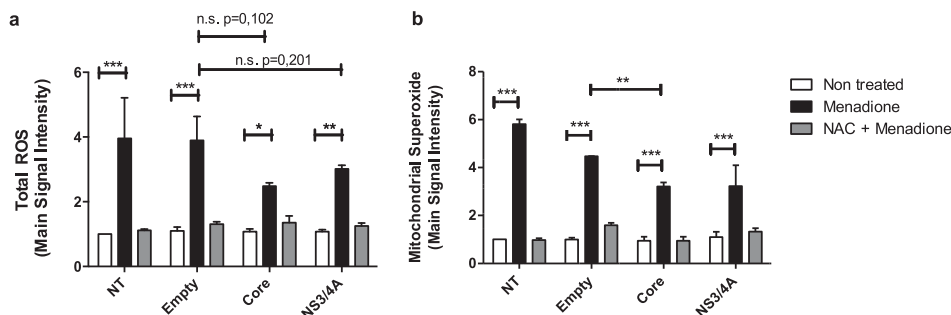 a
n.s. p=0,102
n.s. p=0,201
***
***
*
**
Total ROS
(Main Signal Intensity)
6
4
2
0
NT
Empty
Core
NS3/4A
b
**
***
***
***
***
Mitochondrial Superoxide
(Main Signal Intensity)
8
6
4
2
0
NT
Empty
Core
NS3/4A
Non treated
Menadione
NAC + Menadione